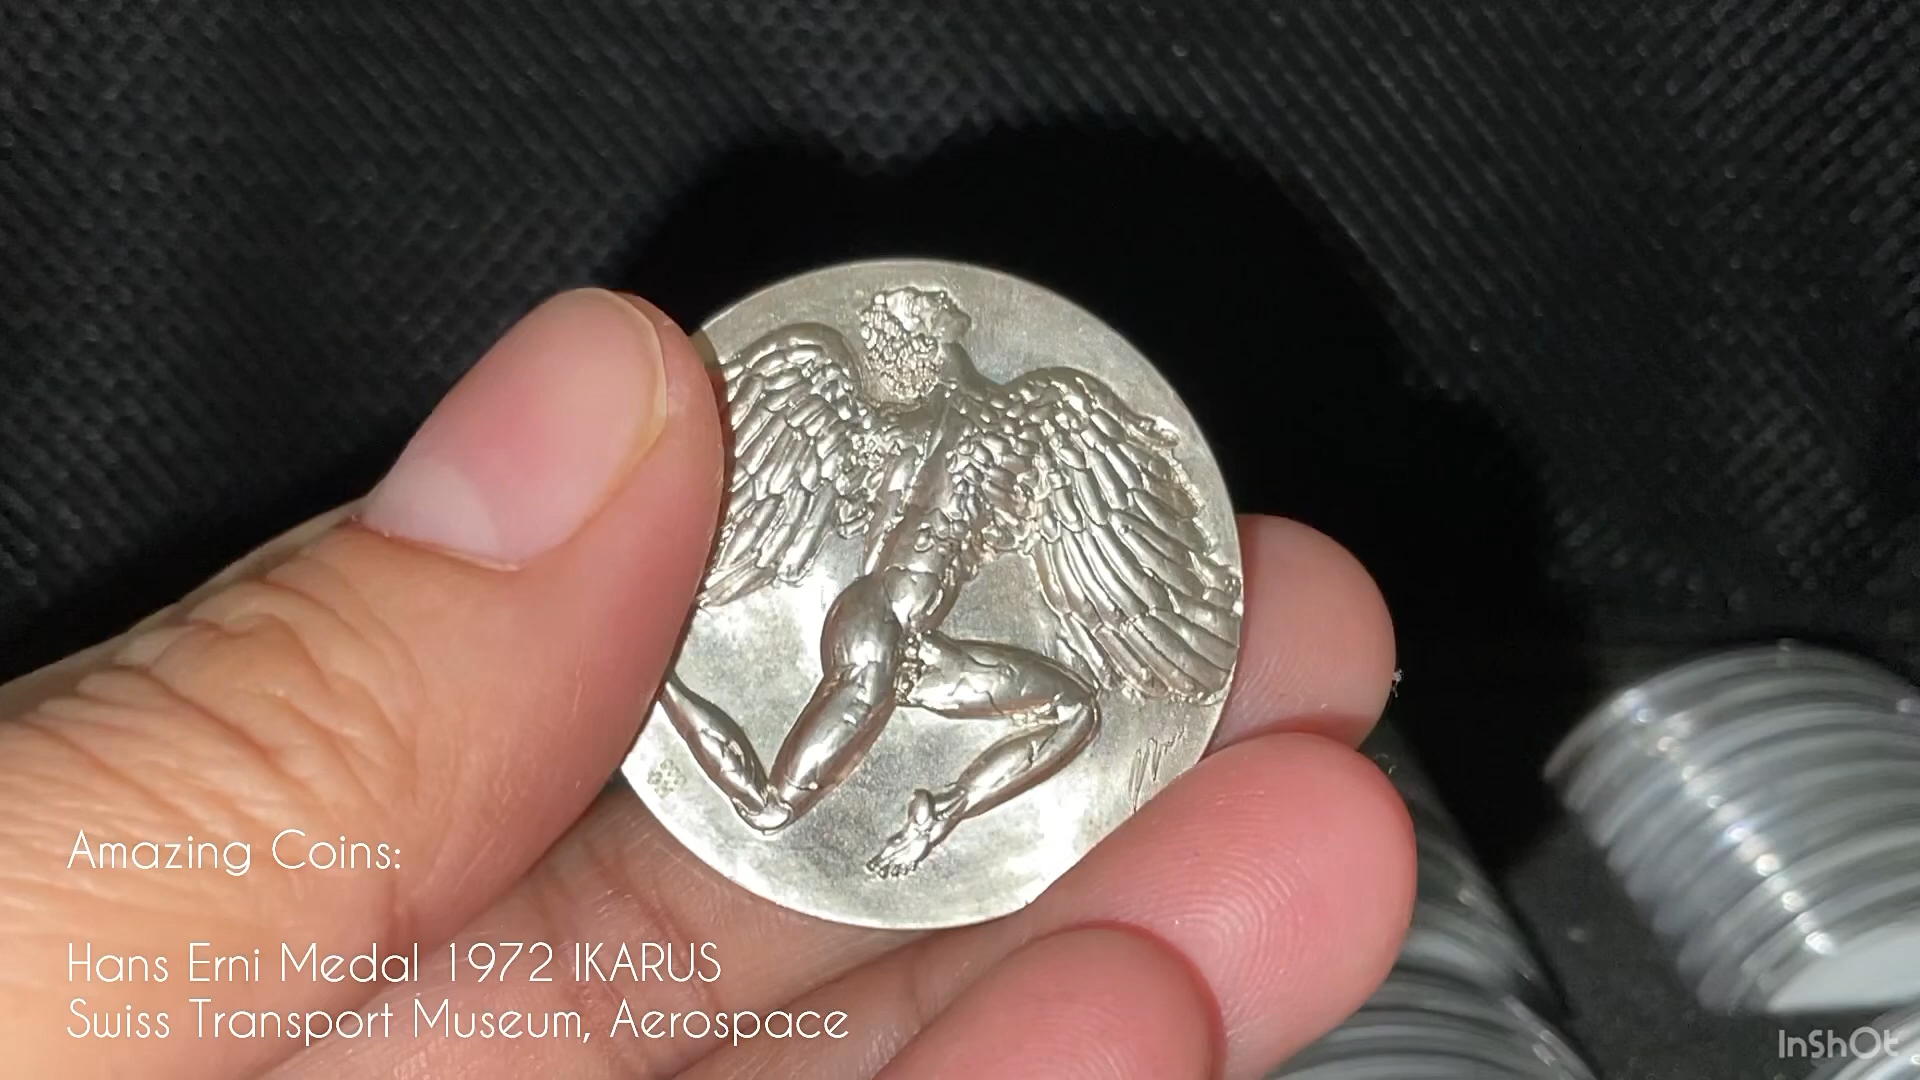 Amazing Coins:
Hans Erni Medal 1972 IKARUS
Swiss Transport Museum, Aerospace
InShOt